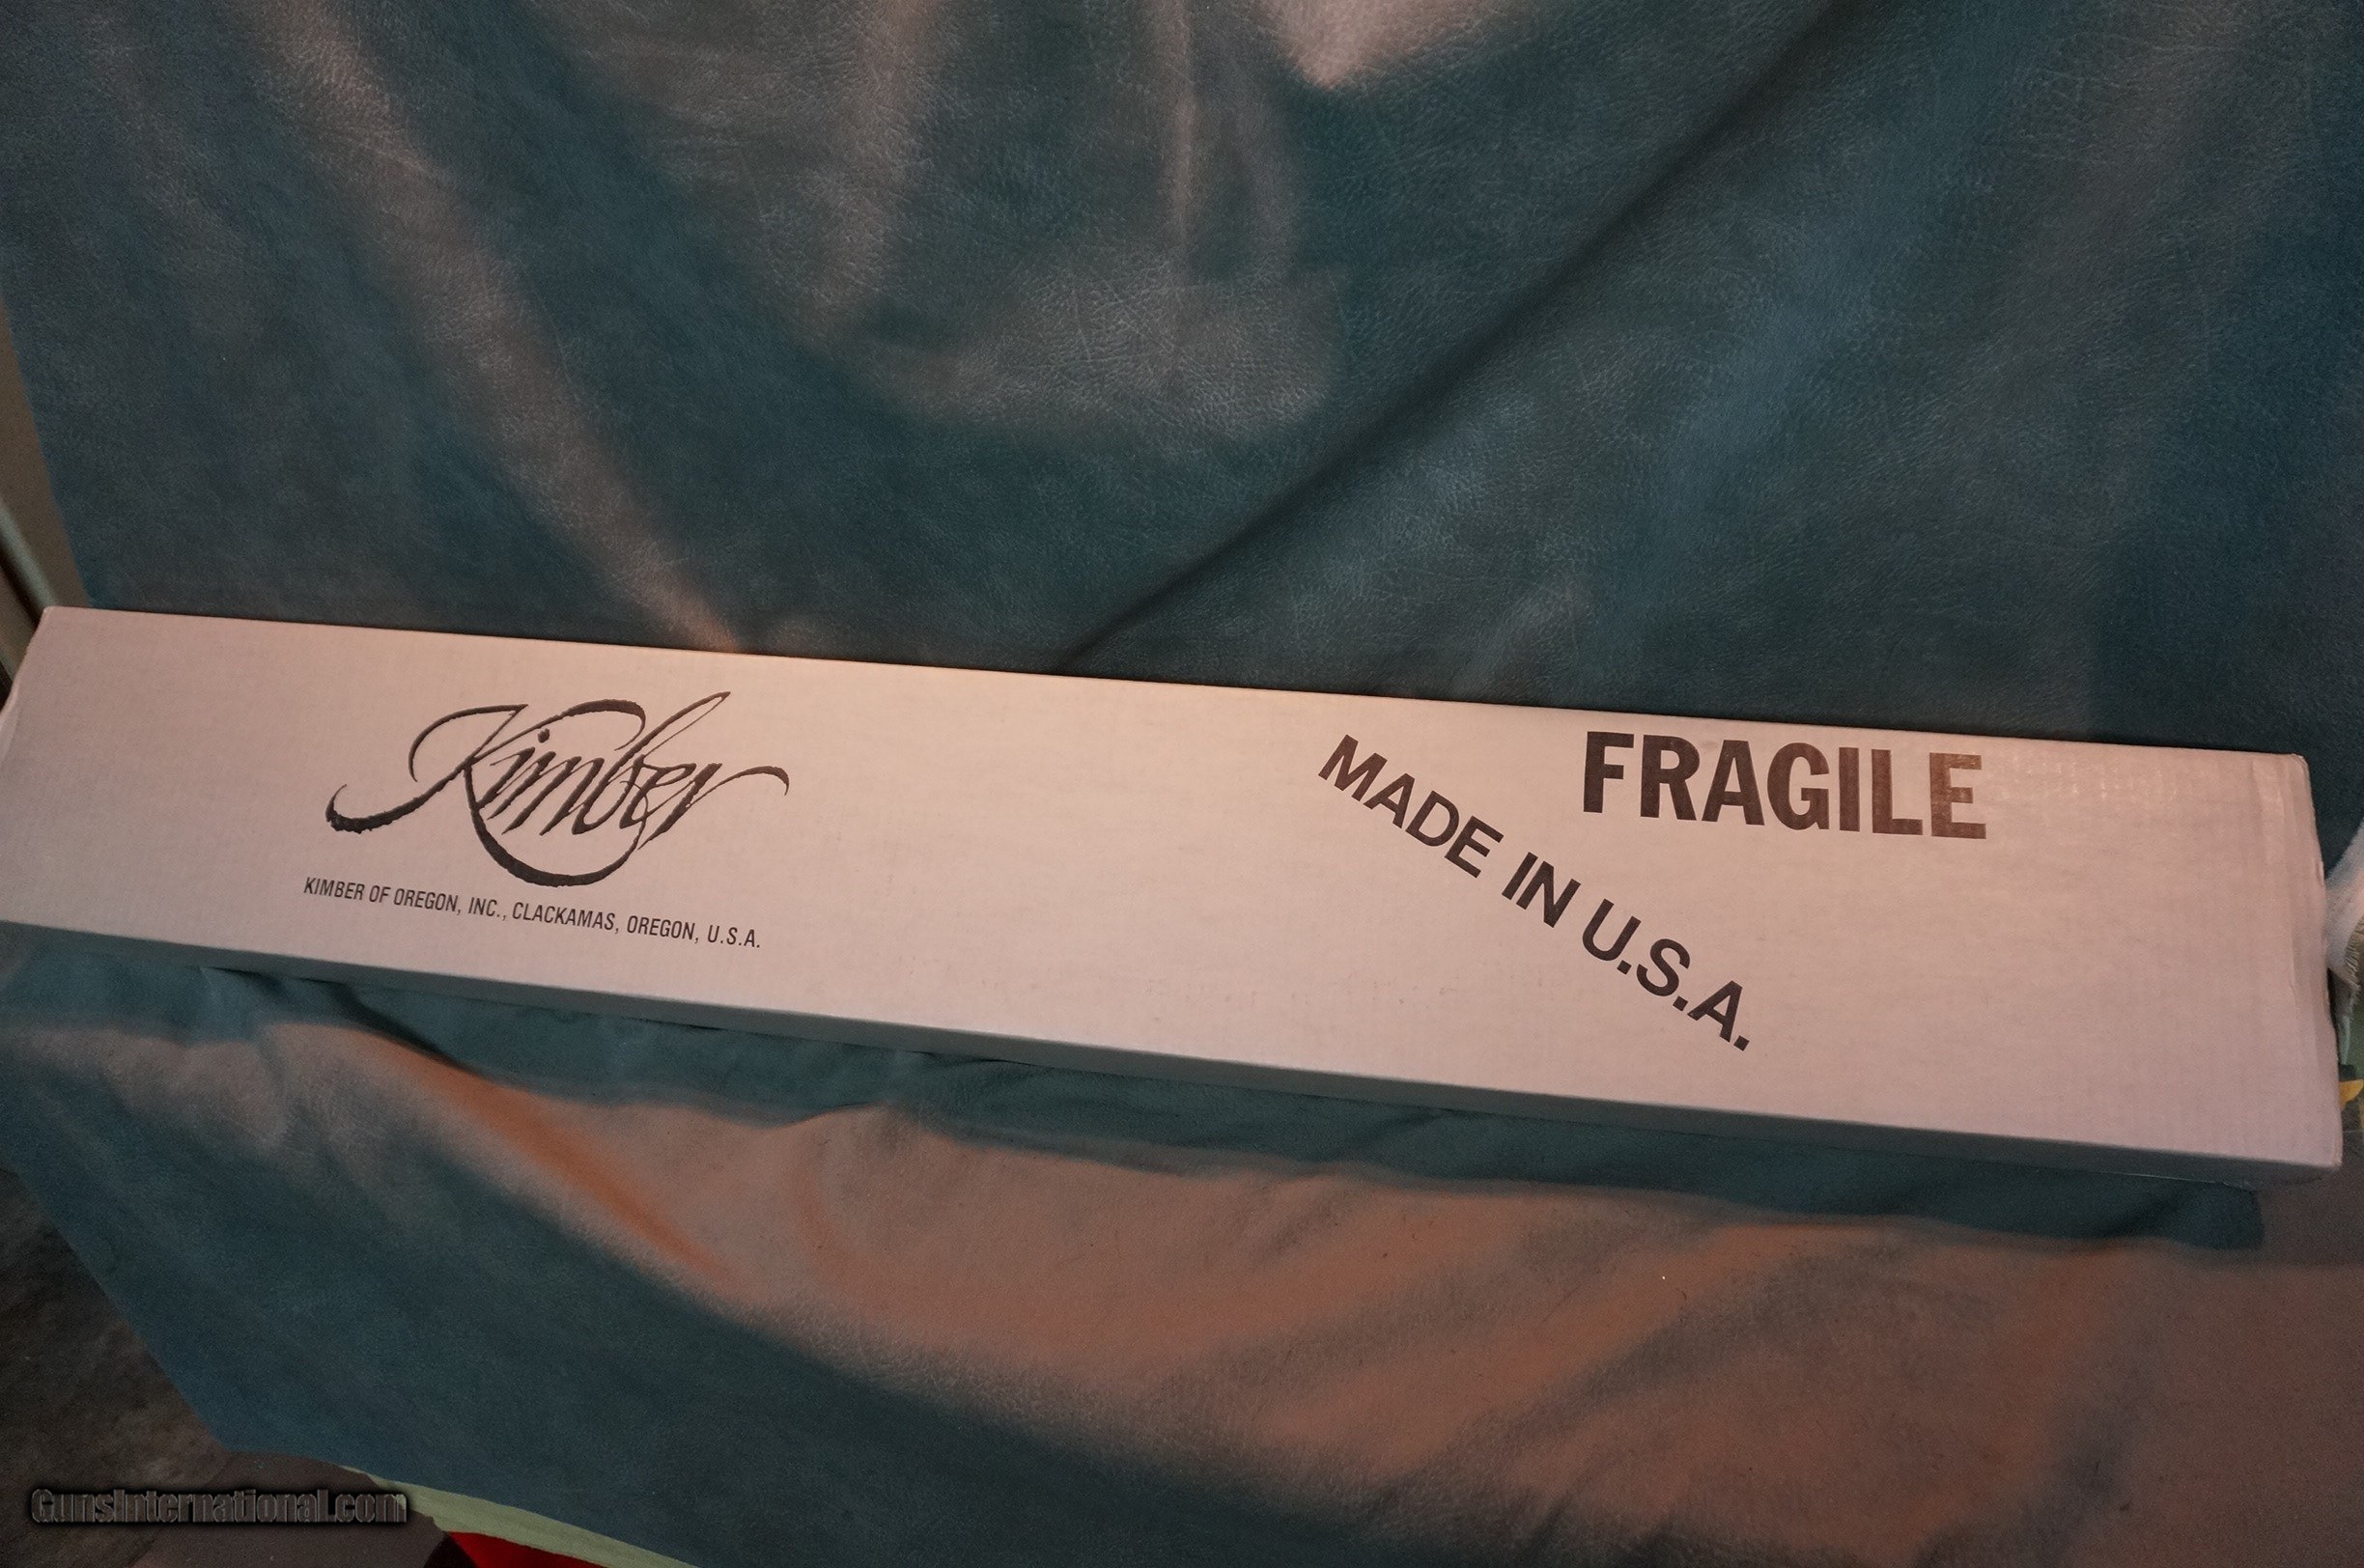 Kimber
KIMBER OF OREGON, INC., CLACKAMAS, OREGON, U.S.A.
FRAGILE
MADE IN U.S.A.
GunsInternational.com